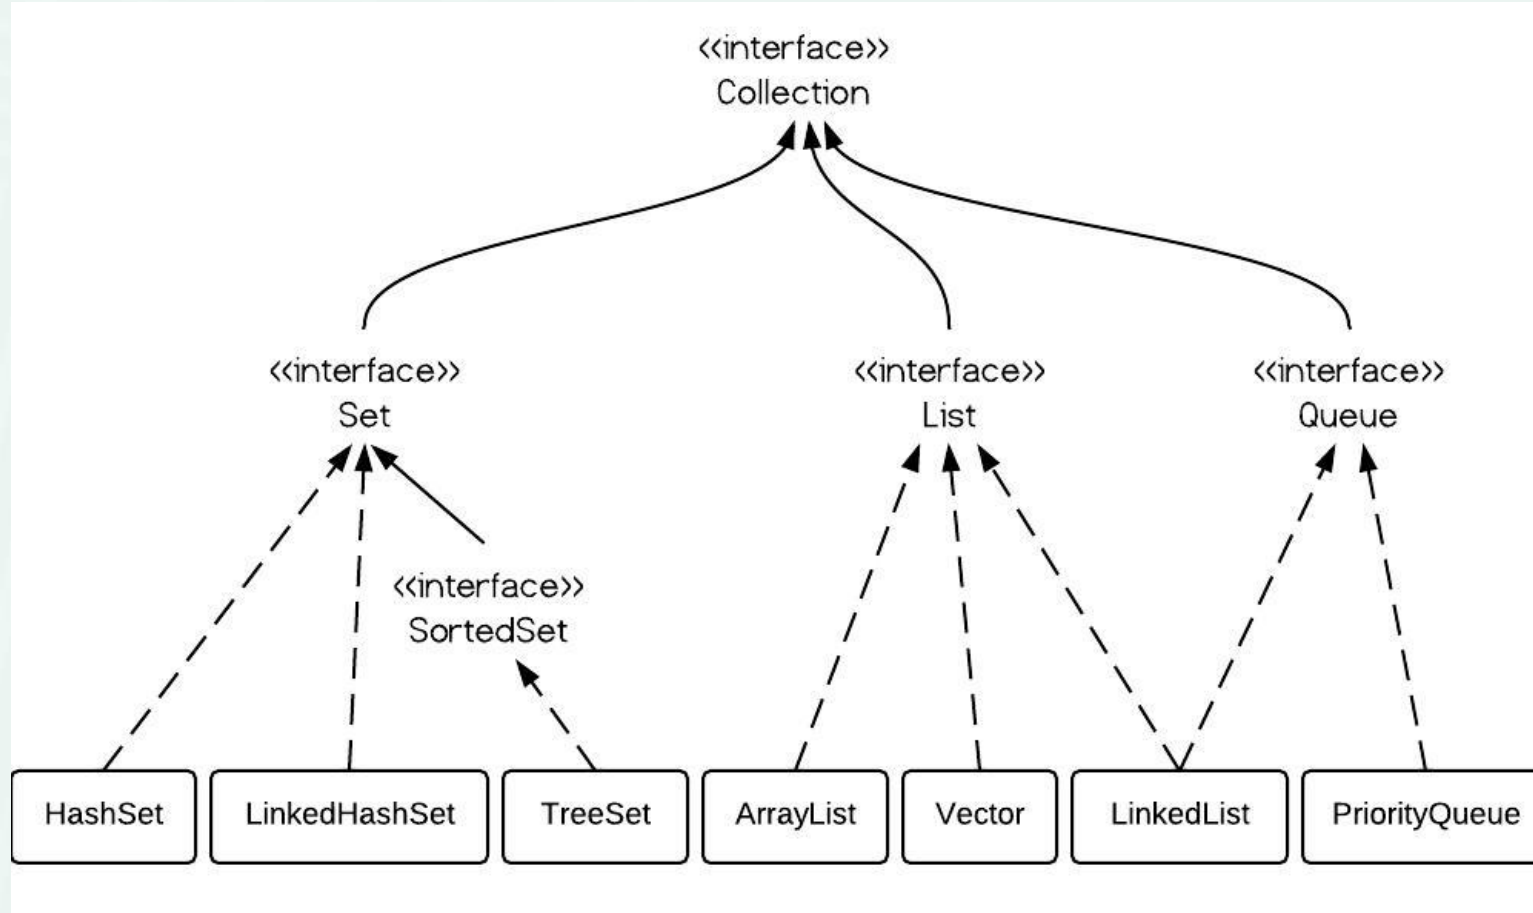 <<interface>>
Collection
<<interface>>
Set
<<interface>>
List
<<interface>>
Queue
<<interface>>
SortedSet
HashSet
LinkedHashSet
TreeSet
ArrayList
Vector
LinkedList
PriorityQueue